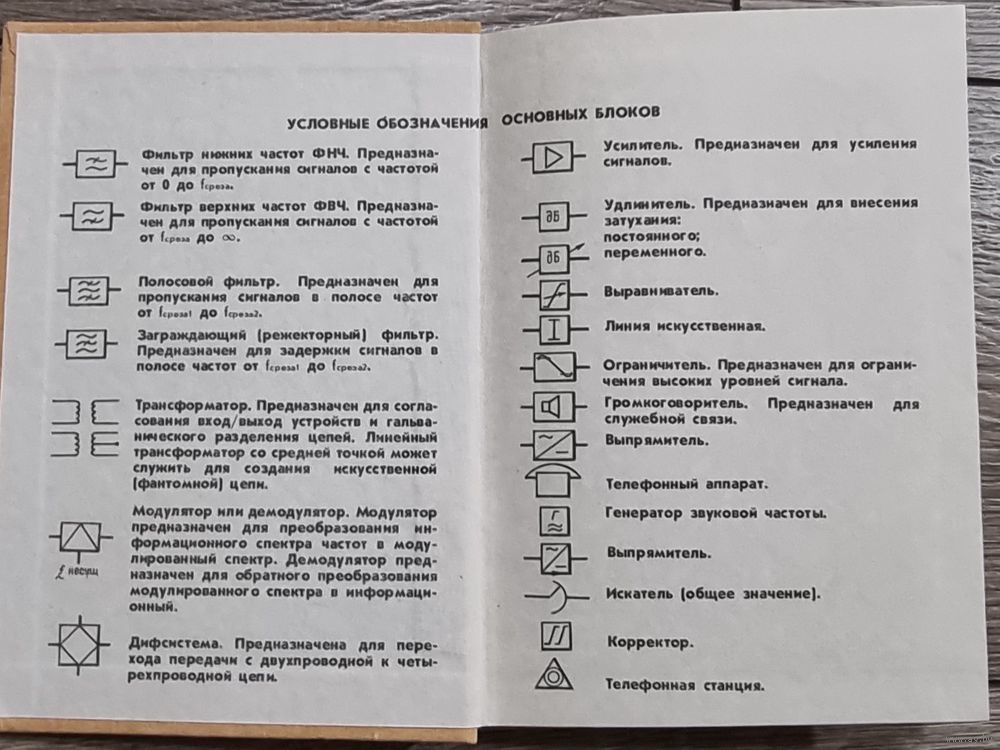 УСЛОВНЫЕ ОБОЗНАЧЕНИЯ ОСНОВНЫХ БЛОКОВ
Фильтр нижних частот ФНЧ. Предназна-
чен для пропускания сигналов с частотой
от 0 до fсреза.
Фильтр верхних частот ФВЧ. Предназна-
чен для пропускания сигналов с частотой
от fсреза до ∞.
Полосовой фильтр. Предназначен для
пропускания сигналов в полосе частот
от fсреза1 до fсреза2.
Заграждающий (режекторный) фильтр.
Предназначен для задержки сигналов в
полосе частот от fсреза1 до fсреза2.
Трансформатор. Предназначен для согла-
сования вход/выход устройств и гальва-
нического разделения цепей. Линейный
трансформатор со средней точкой может
служить для создания искусственной
(фантомной) цепи.
Модулятор или демодулятор. Модулятор
предназначен для преобразования ин-
формационного спектра частот в моду-
лированный спектр. Демодулятор пред-
назначен для обратного преобразования
модулированного спектра в информаци-
онный.
f несущ
Дифсистема. Предназначена для пере-
хода передачи с двухпроводной к четы-
рехпроводной цепи.
Усилитель. Предназначен для усиления
сигналов.
Удлинитель. Предназначен для внесения
затухания:
постоянного;
переменного.
дБ
дБ
Выравниватель.
Линия искусственная.
Ограничитель. Предназначен для ограни-
чения высоких уровней сигнала.
Громкоговоритель. Предназначен для
служебной связи.
Выпрямитель.
Телефонный аппарат.
Г
Генератор звуковой частоты.
Выпрямитель.
Искатель (общее значение).
Корректор.
Телефонная станция.